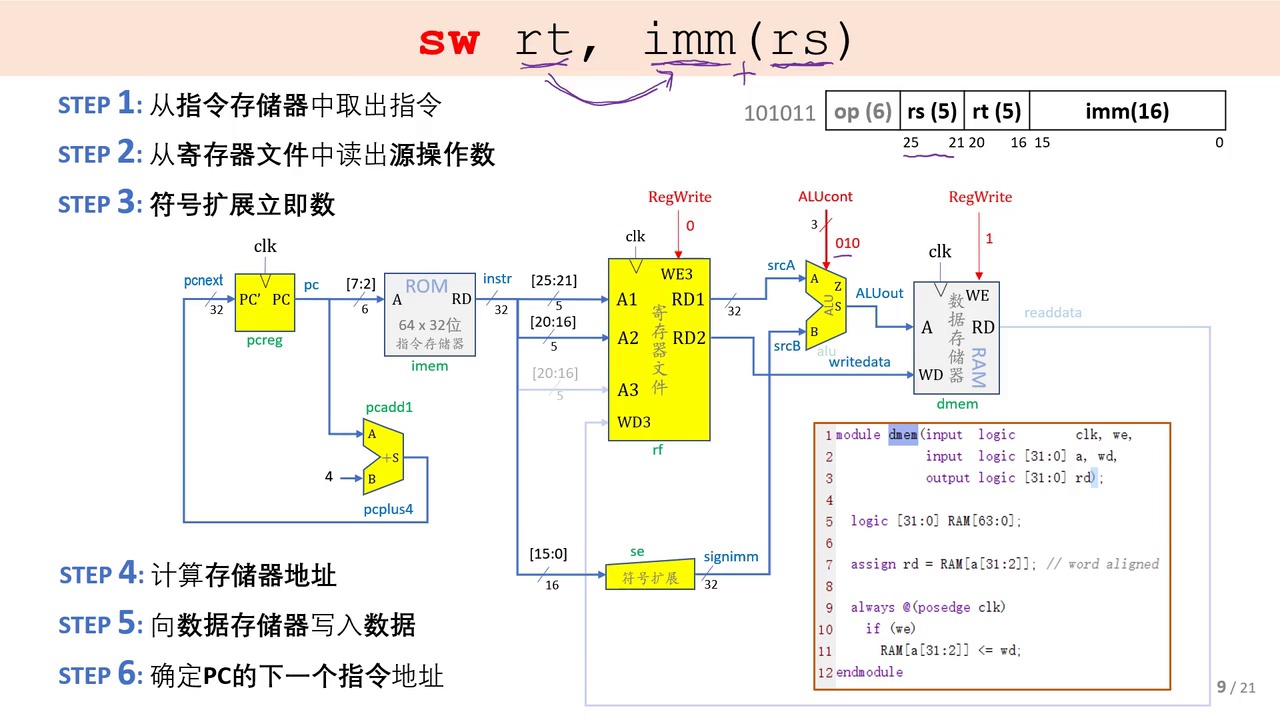 sw rt, imm(rs)
STEP 1: 从指令存储器中取出指令
STEP 2: 从寄存器文件中读出源操作数
STEP 3: 符号扩展立即数
101011 op (6) rs (5) rt (5) imm(16)
25 21 20 16 15 0
RegWrite ALUcont RegWrite
0 3 010 1
clk clk clk
pcnext 32 PC' PC pc [7:2] 6 A ROM RD instr 32
64 x 32位
指令存储器
pcreg imem
[25:21] 5 A1 WE3 RD1 32
[20:16] 5 A2 RD2
[20:16] 5 A3
WD3
寄存器文件
rf
srcA A Z S B ALU ALUout
srcB alu
writedata
A WE RD readdata
WD 数据存储器 RAM
dmem
pcadd1
A +S
4 B
pcplus4
[15:0] 16 se 符号扩展 signimm 32
1 module dmem(input logic clk, we,
2 input logic [31:0] a, wd,
3 output logic [31:0] rd);
4
5 logic [31:0] RAM[63:0];
6
7 assign rd = RAM[a[31:2]]; // word aligned
8
9 always @(posedge clk)
10 if (we)
11 RAM[a[31:2]] <= wd;
12 endmodule
STEP 4: 计算存储器地址
STEP 5: 向数据存储器写入数据
STEP 6: 确定PC的下一个指令地址
9 / 21